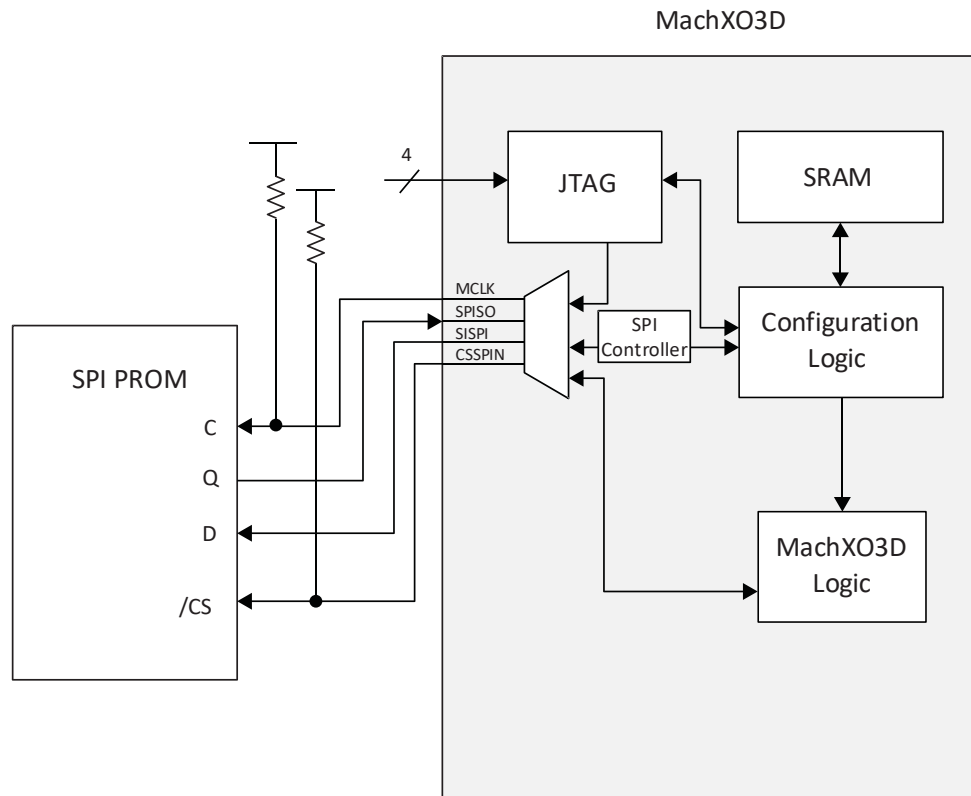 MachXO3D
4
JTAG
SRAM
MCLK
SPISO
SISPI
CSSPIN
SPI
Controller
Configuration
Logic
SPI PROM
C
Q
D
/CS
MachXO3D
Logic